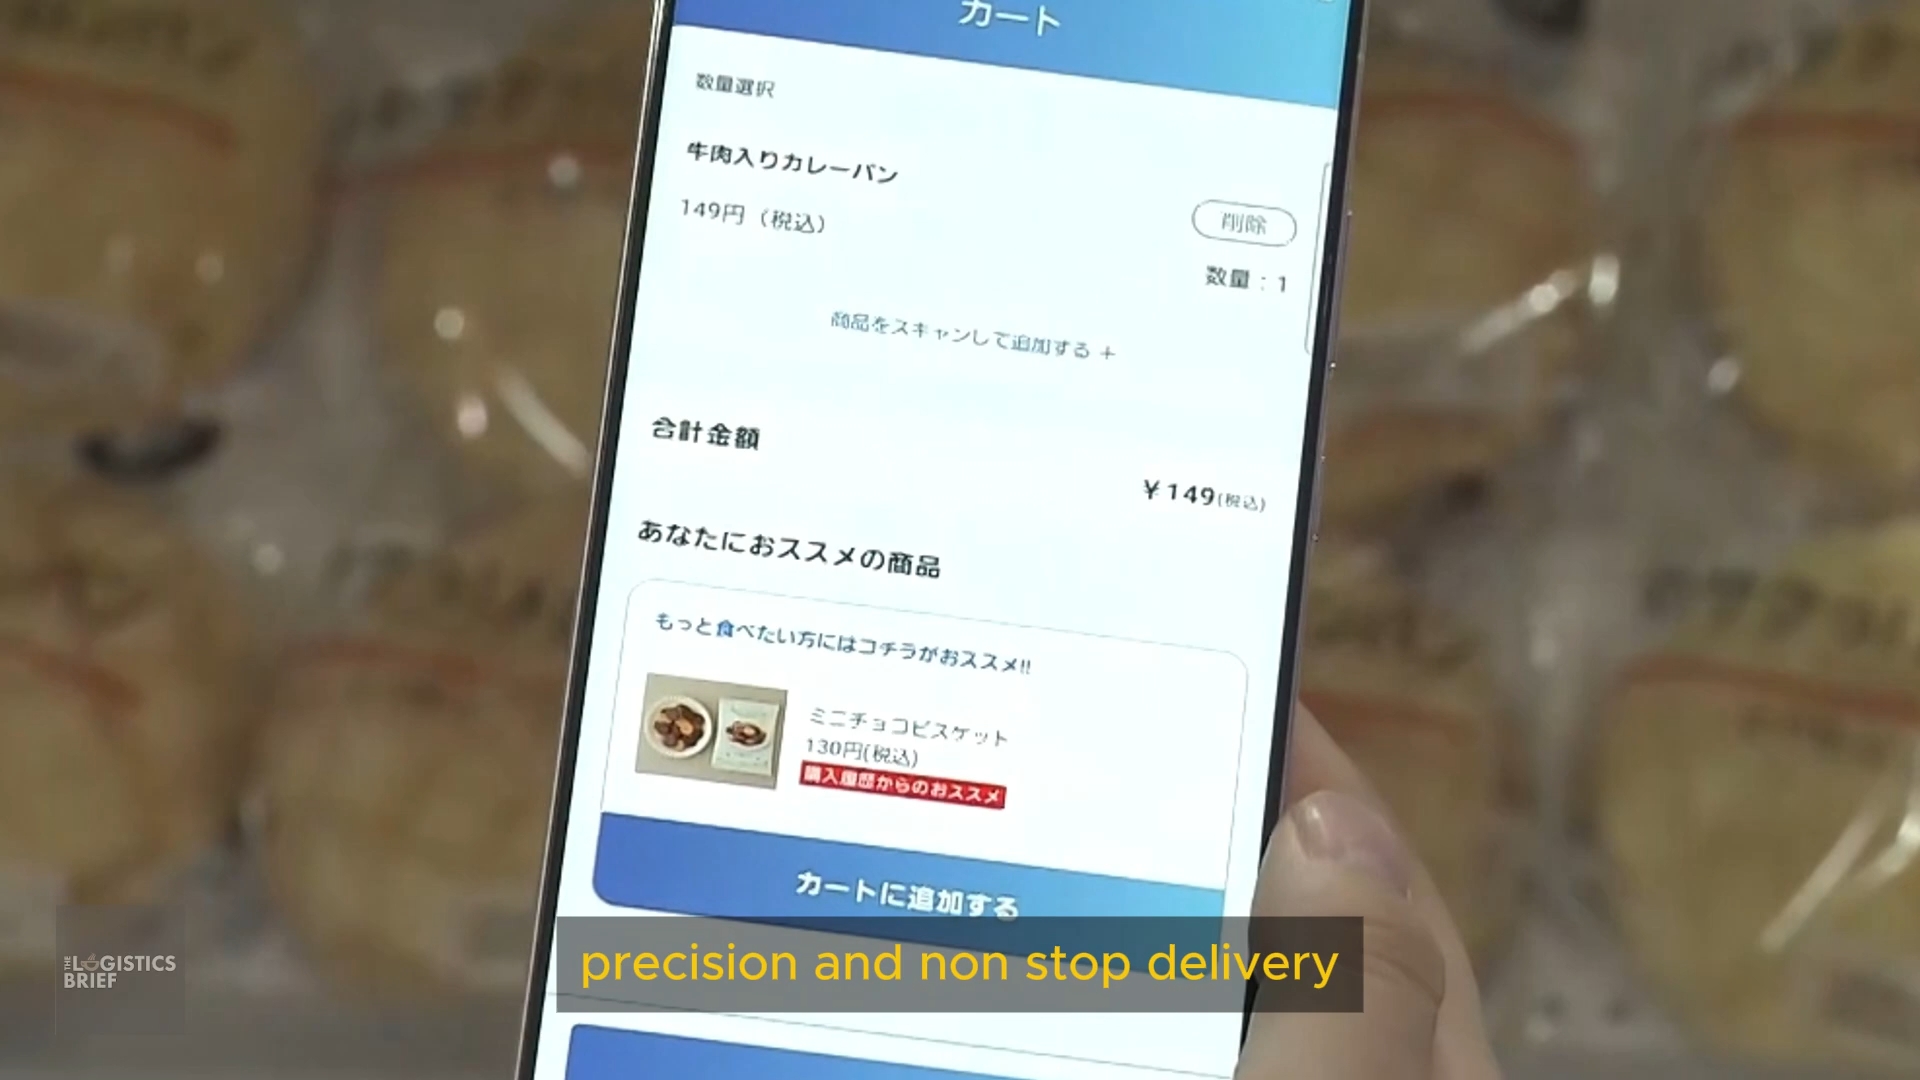 カート
数量選択
牛肉入りカレーパン
149円（税込）
削除
数量：1
商品をスキャンして追加する ＋
合計金額
￥149(税込)
あなたにおススメの商品
もっと食べたい方にはコチラがおススメ!!
ミニチョコビスケット
130円(税込)
購入履歴からのおススメ
カートに追加する
precision and non stop delivery
THE LOGISTICS
BRIEF